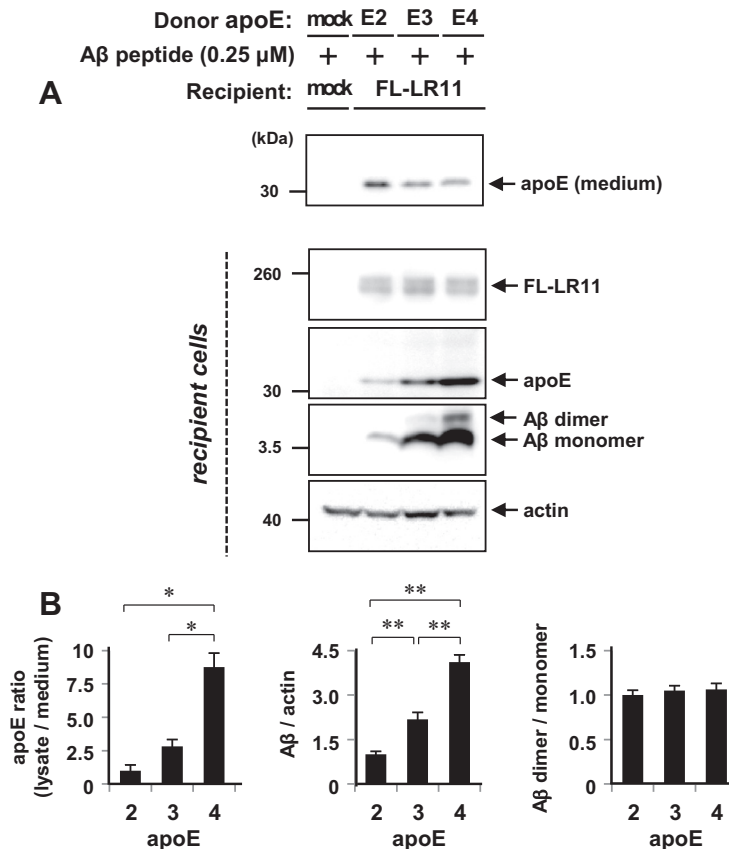 Donor apoE: mock E2 E3 E4
Aβ peptide (0.25 μM) + + + +
A Recipient: mock FL-LR11
(kDa)
30 apoE (medium)
recipient cells
260 FL-LR11
30 apoE
Aβ dimer
3.5 Aβ monomer
40 actin
B
apoE ratio
(lysate / medium)
10
7.5
5.0
2.5
0
* *
2 3 4
apoE
Aβ / actin
4.5
3.0
1.5
0
** ** **
2 3 4
apoE
Aβ dimer / monomer
1.5
1.0
0.5
0
2 3 4
apoE